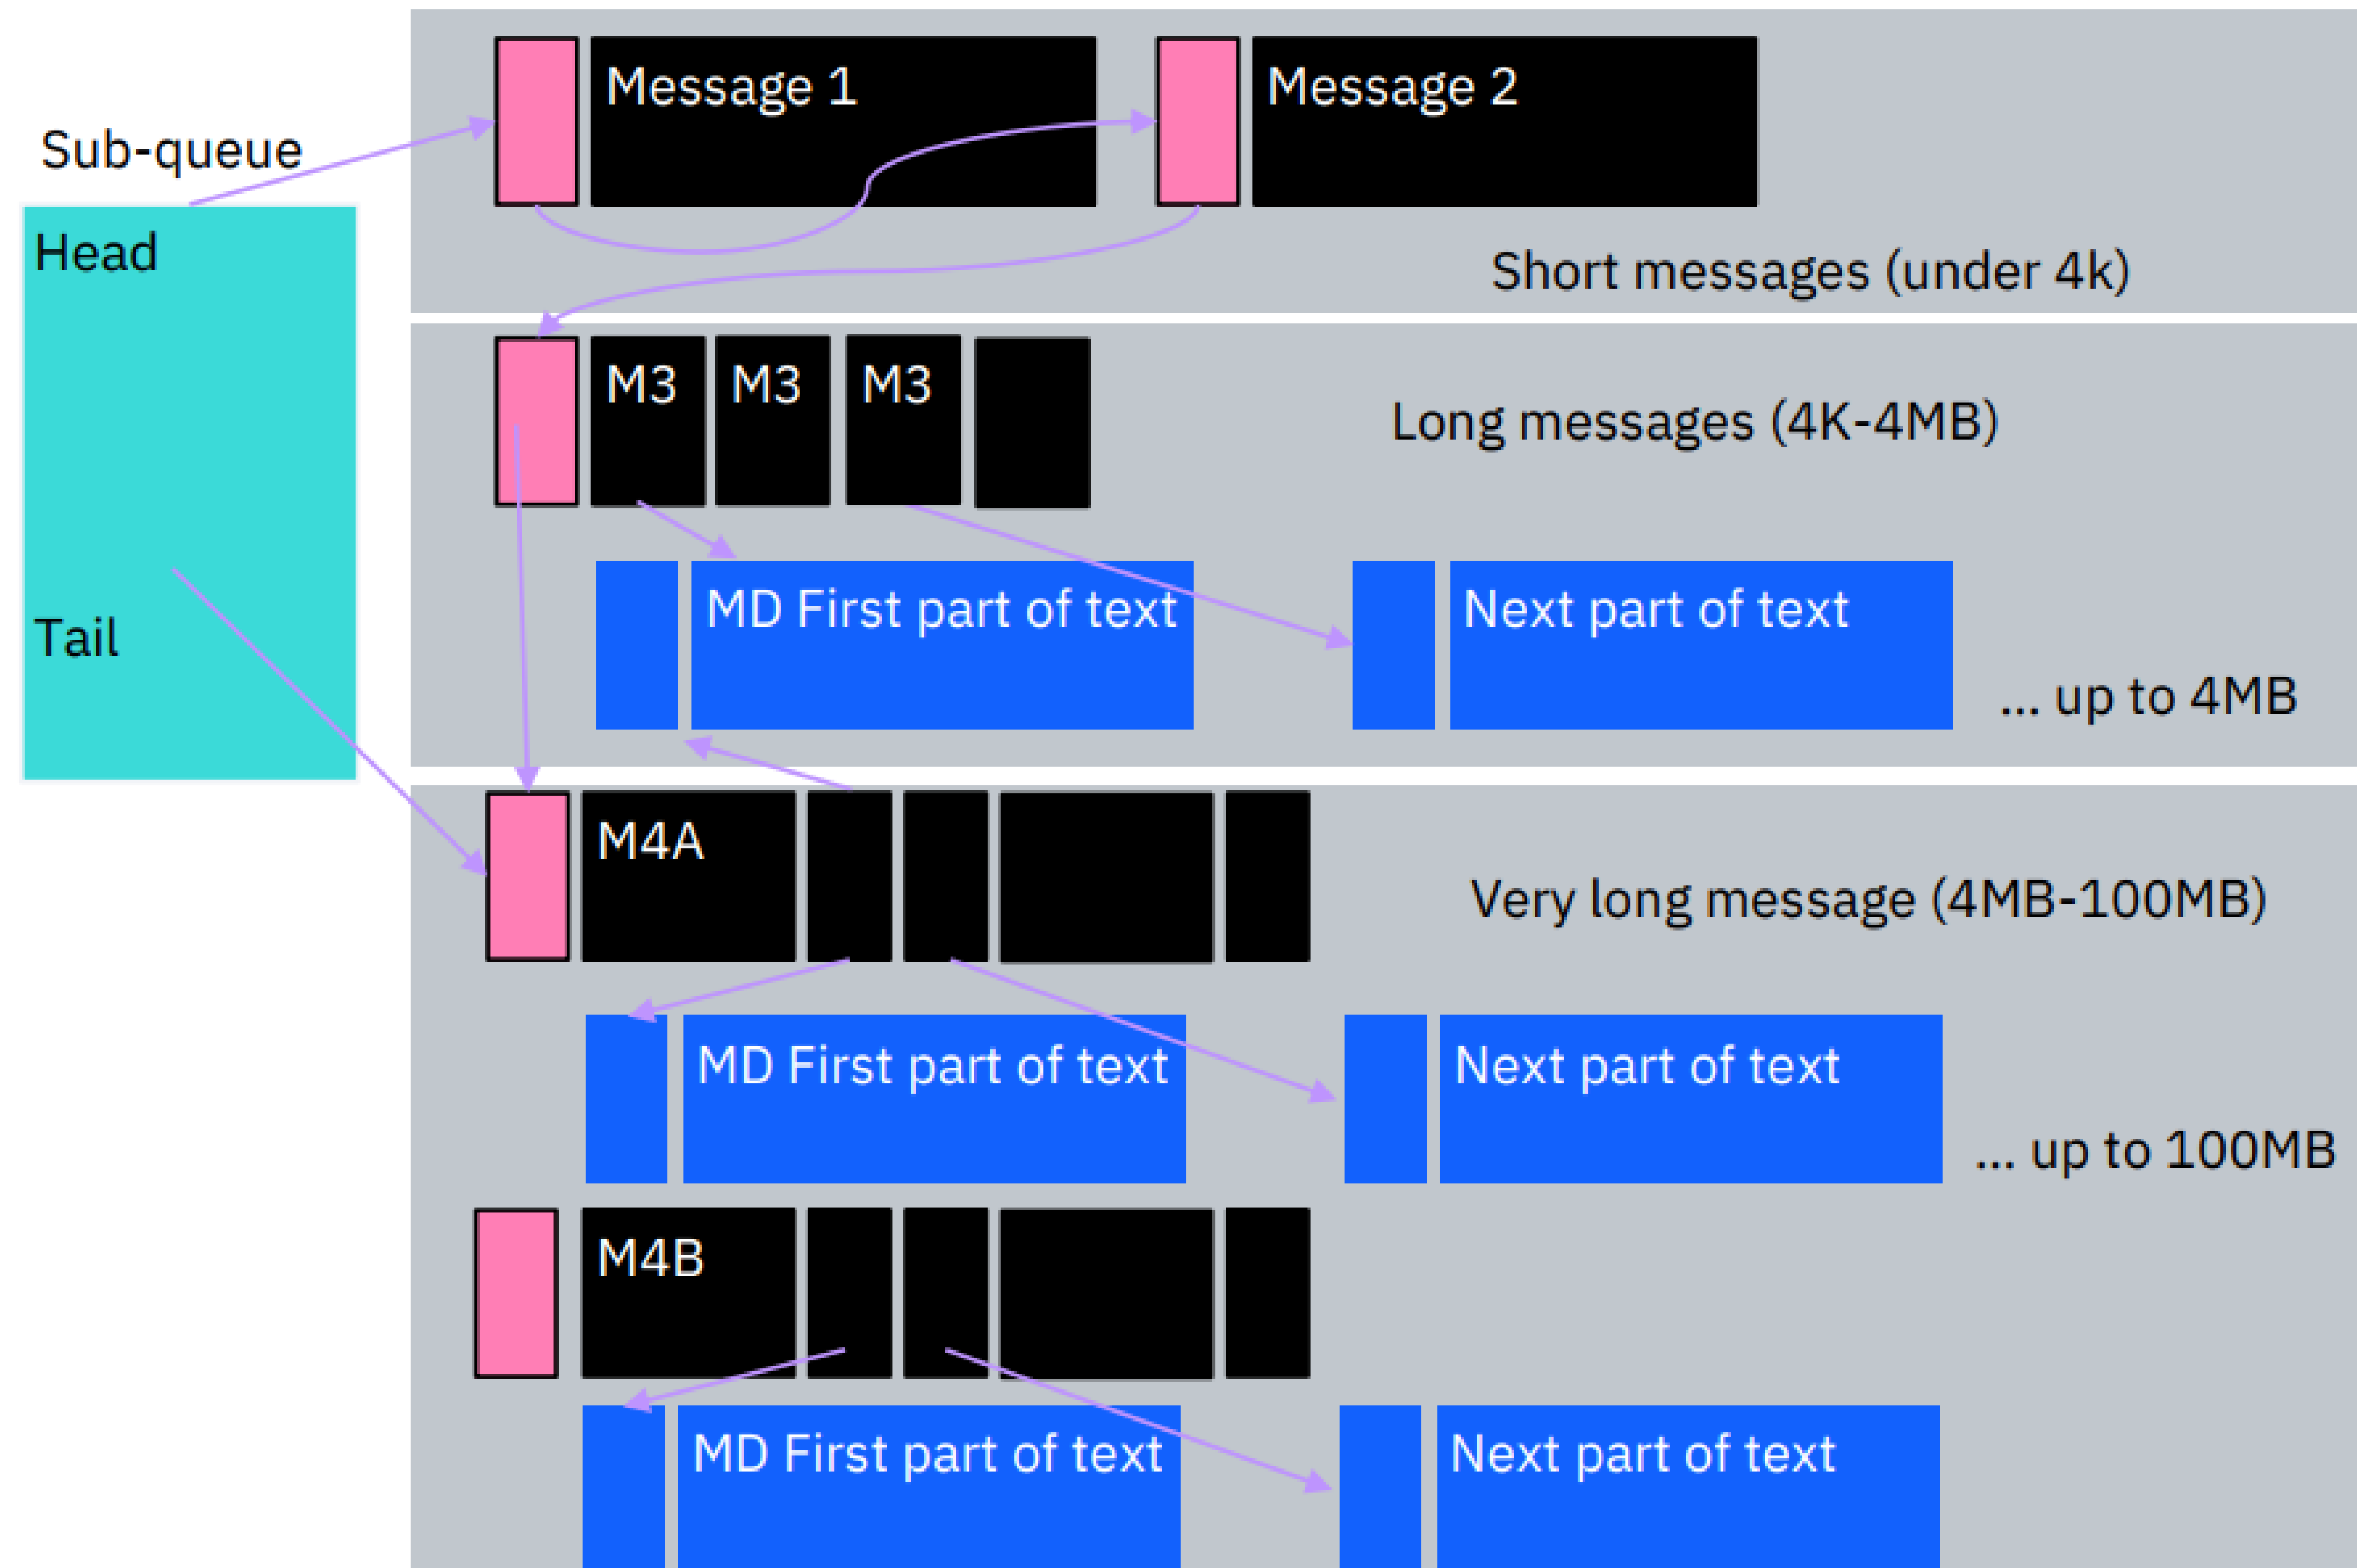 Sub-queue
Head
Tail
Message 1
Message 2
Short messages (under 4k)
M3
M3
M3
Long messages (4K-4MB)
MD First part of text
Next part of text
... up to 4MB
M4A
Very long message (4MB-100MB)
MD First part of text
Next part of text
... up to 100MB
M4B
MD First part of text
Next part of text